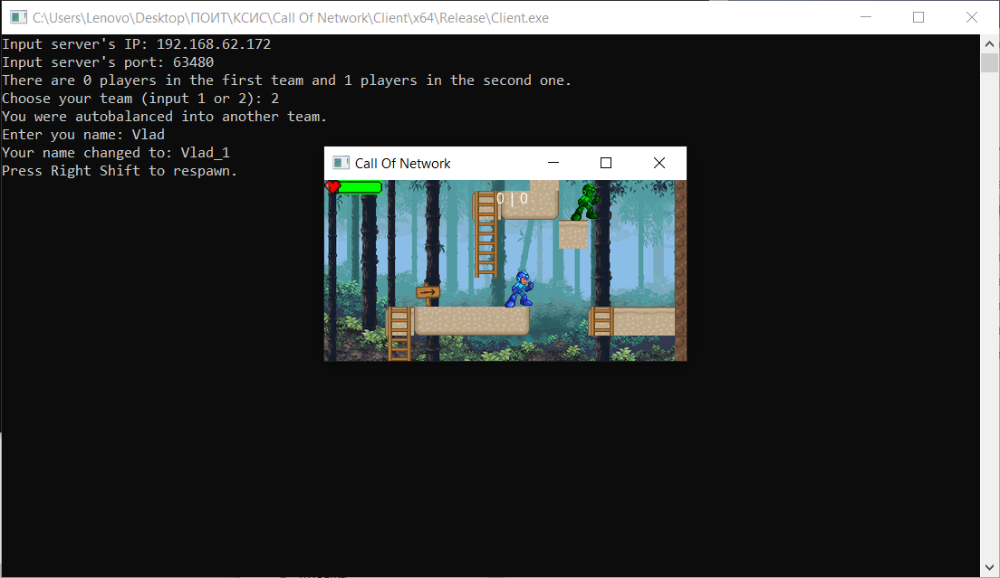 C:\Users\Lenovo\Desktop\ПОИТ\КСИС\Call Of Network\Client\x64\Release\Client.exe
Input server's IP: 192.168.62.172
Input server's port: 63480
There are 0 players in the first team and 1 players in the second one.
Choose your team (input 1 or 2): 2
You were autobalanced into another team.
Enter you name: Vlad
Your name changed to: Vlad_1
Press Right Shift to respawn.
Call Of Network
0 | 0